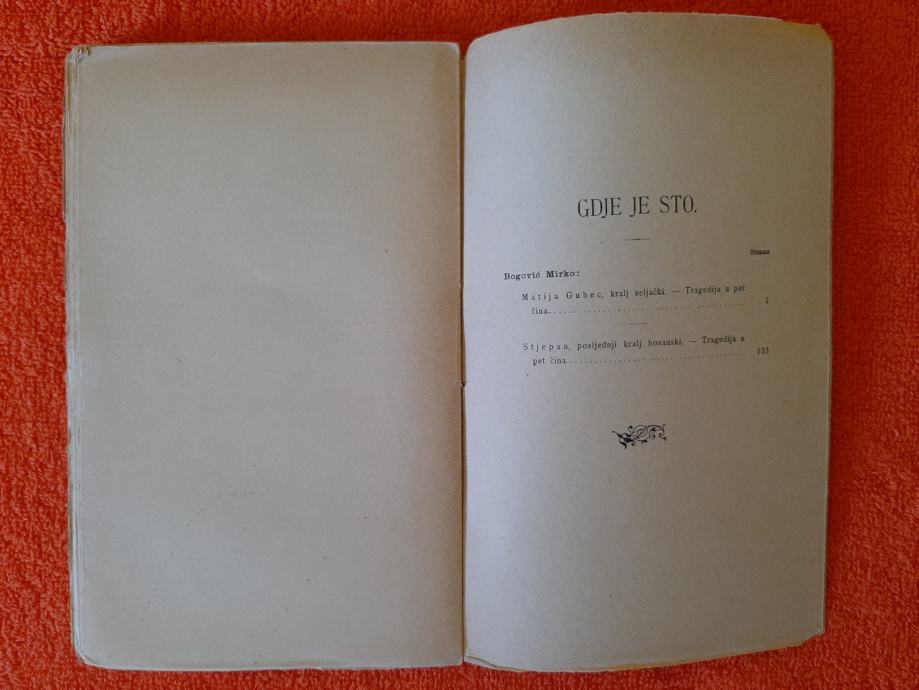 GDJE JE STO.
Strana
Bogović Mirko:
Matija Gubec, kralj seljački. — Tragedija u pet
čina. . . . . . . . . . . . . . . . . . . . . . . . . . . . . . . . . . . . . . . 1
Stjepan, posljednji kralj bosanski. — Tragedija u
pet čina . . . . . . . . . . . . . . . . . . . . . . . . . . . . . . . . . . . 133